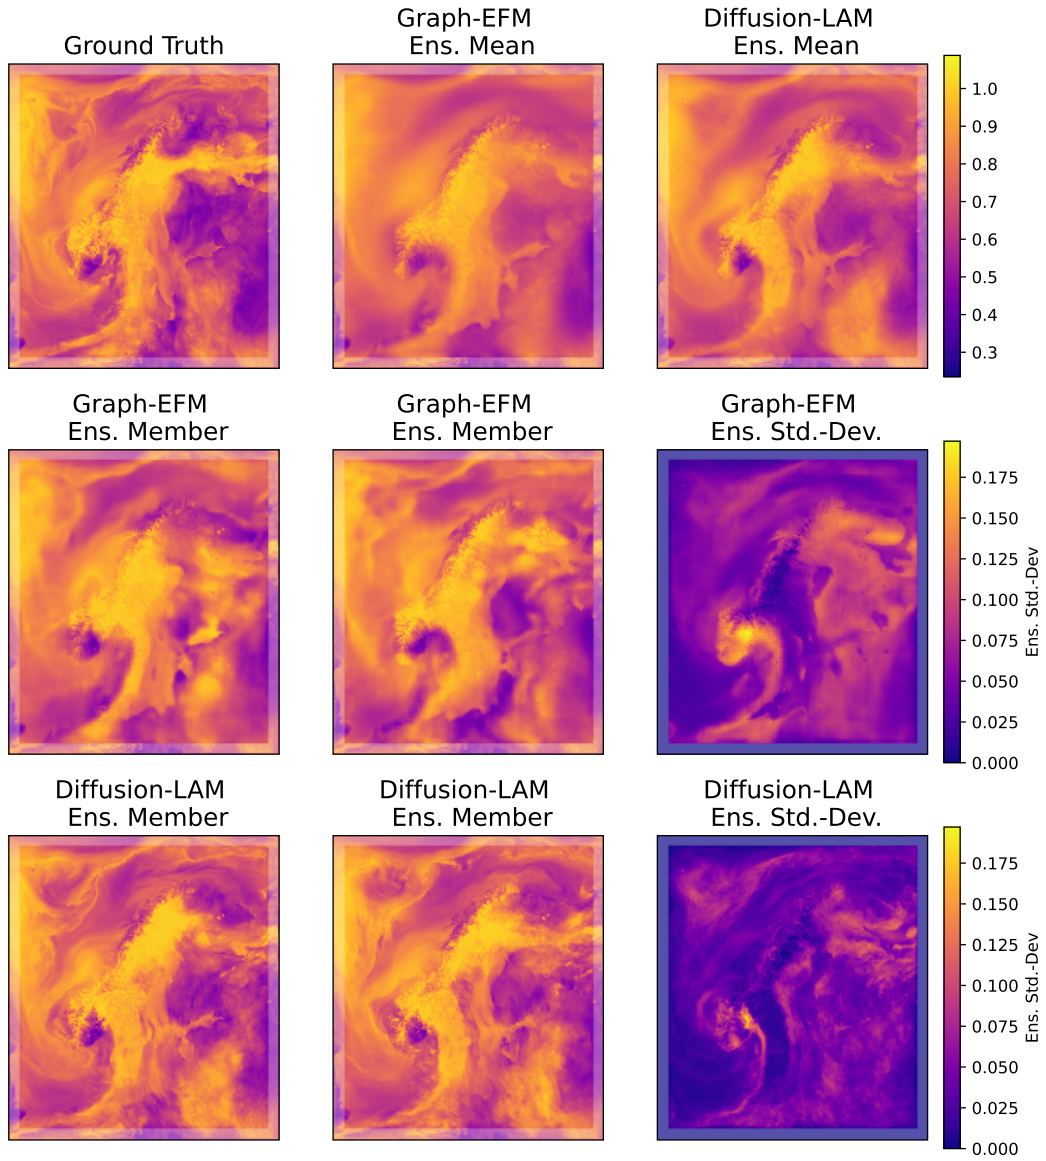 Ground Truth
Graph-EFM
Ens. Mean
Diffusion-LAM
Ens. Mean
1.0
0.9
0.8
0.7
0.6
0.5
0.4
0.3
Graph-EFM
Ens. Member
Graph-EFM
Ens. Member
Graph-EFM
Ens. Std.-Dev.
0.175
0.150
0.125
0.100
0.075
0.050
0.025
0.000
Ens. Std.-Dev
Diffusion-LAM
Ens. Member
Diffusion-LAM
Ens. Member
Diffusion-LAM
Ens. Std.-Dev.
0.175
0.150
0.125
0.100
0.075
0.050
0.025
0.000
Ens. Std.-Dev